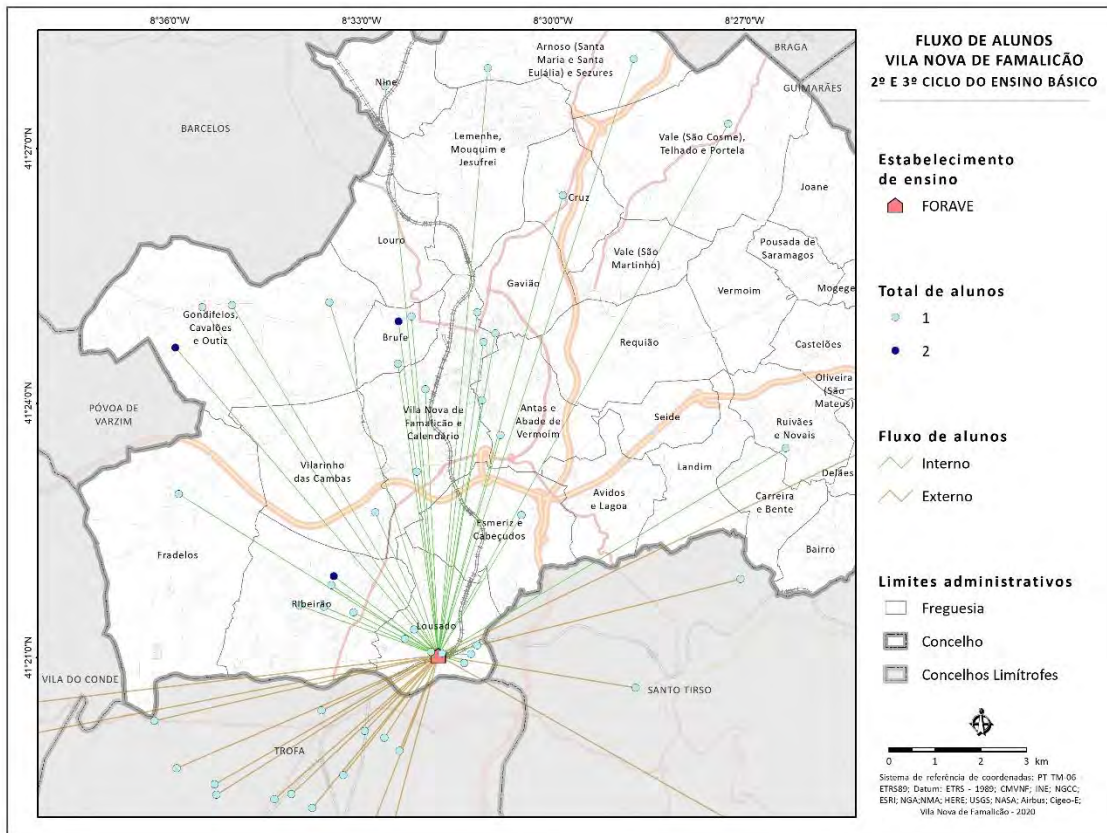 8°36'0"W
8°33'0"W
8°30'0"W
8°27'0"W
41°27'0"N
41°24'0"N
41°21'0"N
Arnoso (Santa
Maria e Santa
Eulália) e Sezures
BRAGA
GUIMARÃES
Nine
BARCELOS
Lemenhe,
Mouquim e
Jesufrei
Vale (São Cosme),
Telhado e Portela
Joane
Cruz
Louro
Vale (São
Martinho)
Pousada de
Saramagos
Gavião
Vermoim
Mogege
Gondifelos,
Cavalões
e Outiz
Brufe
Requião
Castelões
Oliveira
(São
Mateus)
PÓVOA DE
VARZIM
Vila Nova de
Famalicão e
Calendário
Antas e
Abade de
Vermoim
Seide
Ruivães
e Novais
Vilarinho
das Cambas
Landim
Delães
Avidos
e Lagoa
Carreira
e Bente
Esmeriz e
Cabeçudos
Bairro
Fradelos
Ribeirão
Lousado
VILA DO CONDE
SANTO TIRSO
TROFA
FLUXO DE ALUNOS
VILA NOVA DE FAMALICÃO
2º E 3º CICLO DO ENSINO BÁSICO
Estabelecimento
de ensino
FORAVE
Total de alunos
1
2
Fluxo de alunos
Interno
Externo
Limites administrativos
Freguesia
Concelho
Concelhos Limítrofes
0 1 2 3 km
Sistema de referência de coordenadas: PT TM-06 -
ETRS89; Datum: ETRS - 1989; CMVNF; INE; NGCC;
ESRI; NGA;NMA; HERE; USGS; NASA; Airbus; Cigeo-E;
Vila Nova de Famalicão - 2020